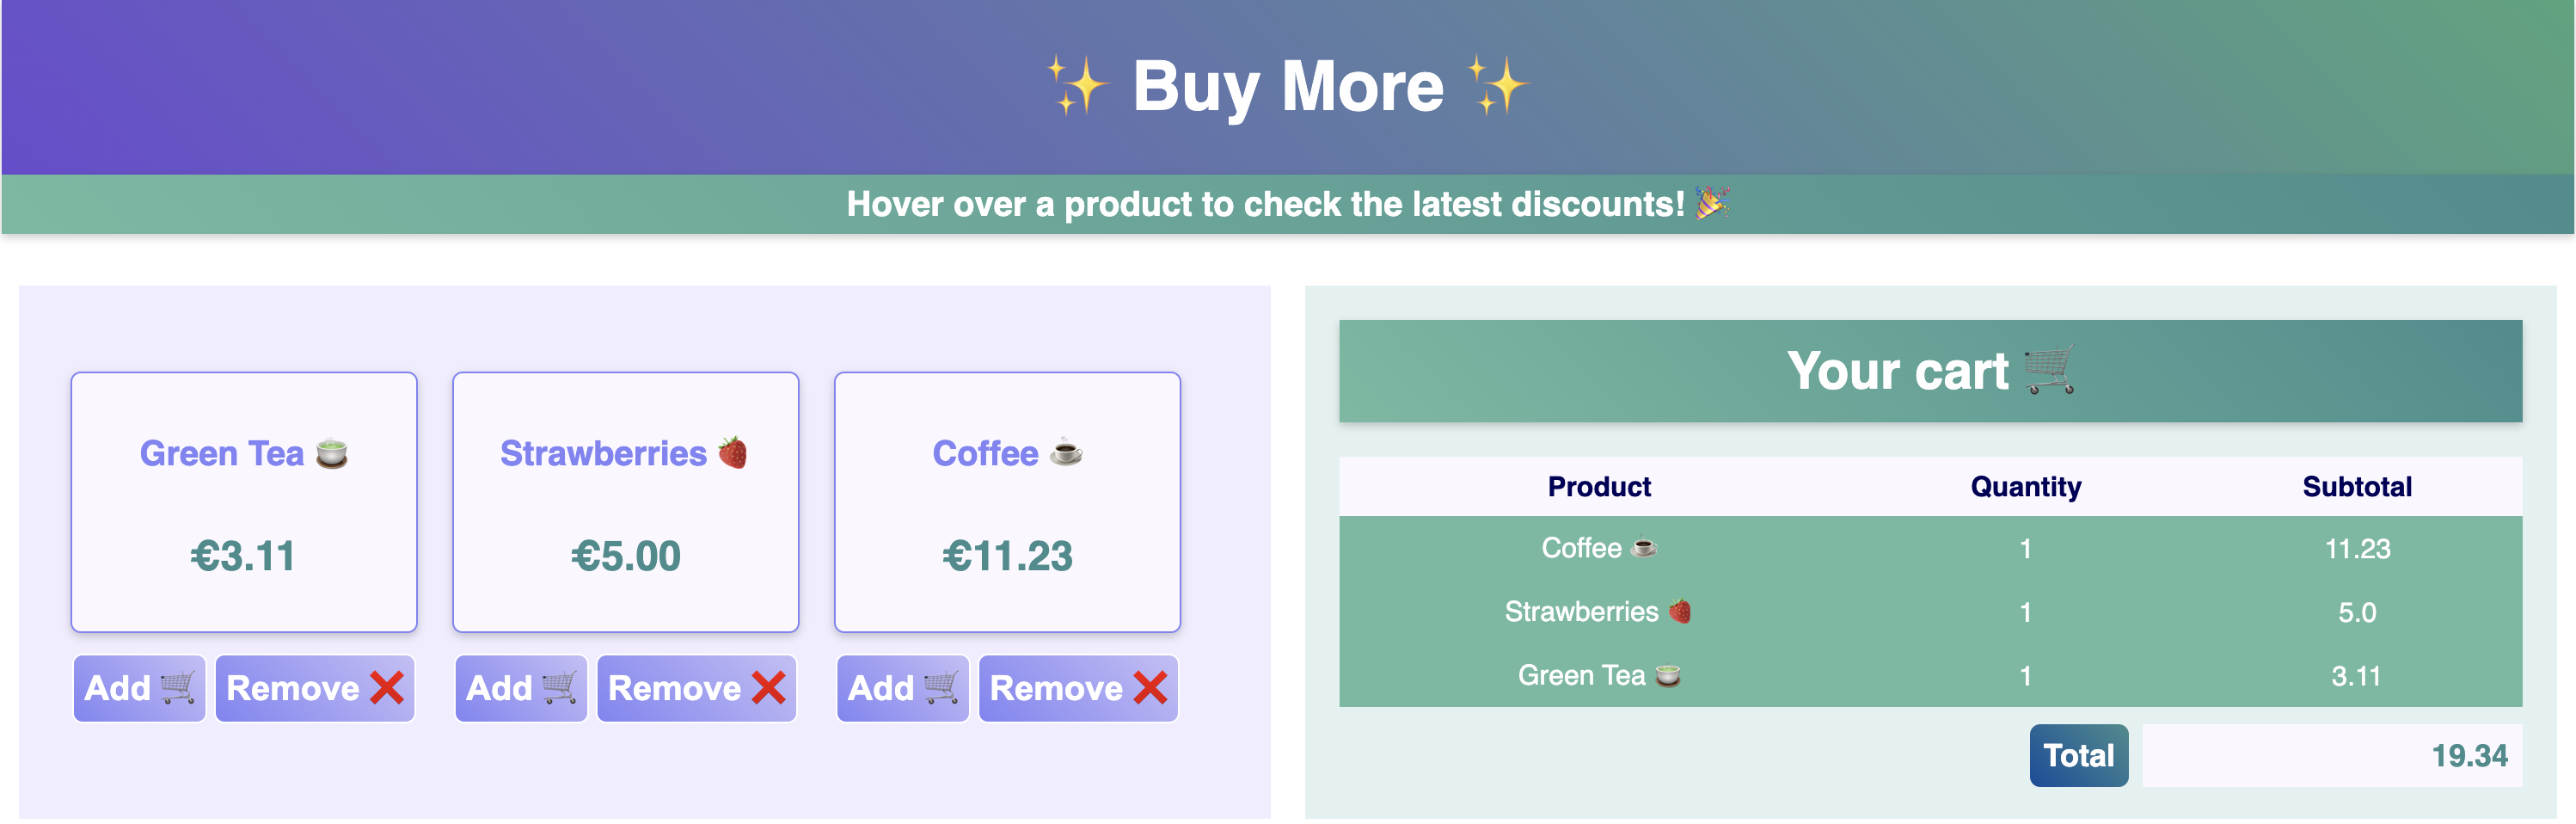 ✨ Buy More ✨
Hover over a product to check the latest discounts! 🎉
Green Tea 🍵
€3.11
Add 🛒 Remove ❌
Strawberries 🍓
€5.00
Add 🛒 Remove ❌
Coffee ☕
€11.23
Add 🛒 Remove ❌
Your cart 🛒
Product Quantity Subtotal
Coffee ☕ 1 11.23
Strawberries 🍓 1 5.0
Green Tea 🍵 1 3.11
Total 19.34